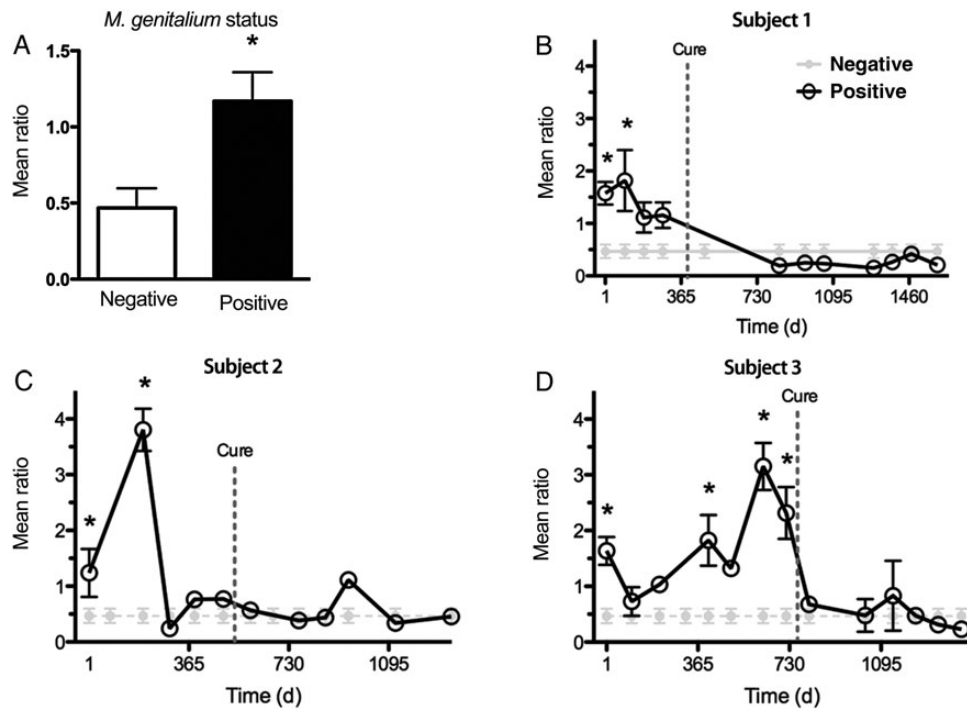 A
M. genitalium status
*
Mean ratio
1.5
1.0
0.5
0.0
Negative
Positive
B
Subject 1
Cure
Negative
Positive
* *
Mean ratio
4
3
2
1
0
1 365 730 1095 1460
Time (d)
C
Subject 2
* *
Cure
Mean ratio
4
3
2
1
0
1 365 730 1095
Time (d)
D
Subject 3
Cure
* * * *
Mean ratio
4
3
2
1
0
1 365 730 1095
Time (d)